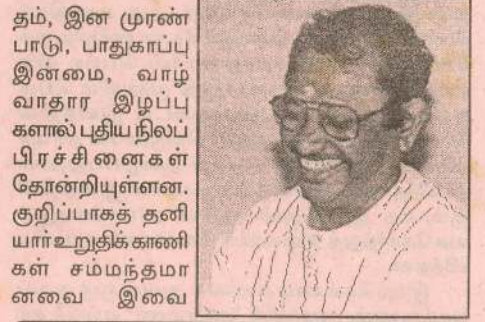 தம், இன முரண்
பாடு, பாதுகாப்பு
இன்மை, வாழ்
வாதார இழப்பு
களால் புதிய நிலப்
பிரச்சினைகள்
தோன்றியுள்ளன.
குறிப்பாகத் தனி
யார் உறுதிக் காணி
கள் சம்மந்தமா
னவை இவை